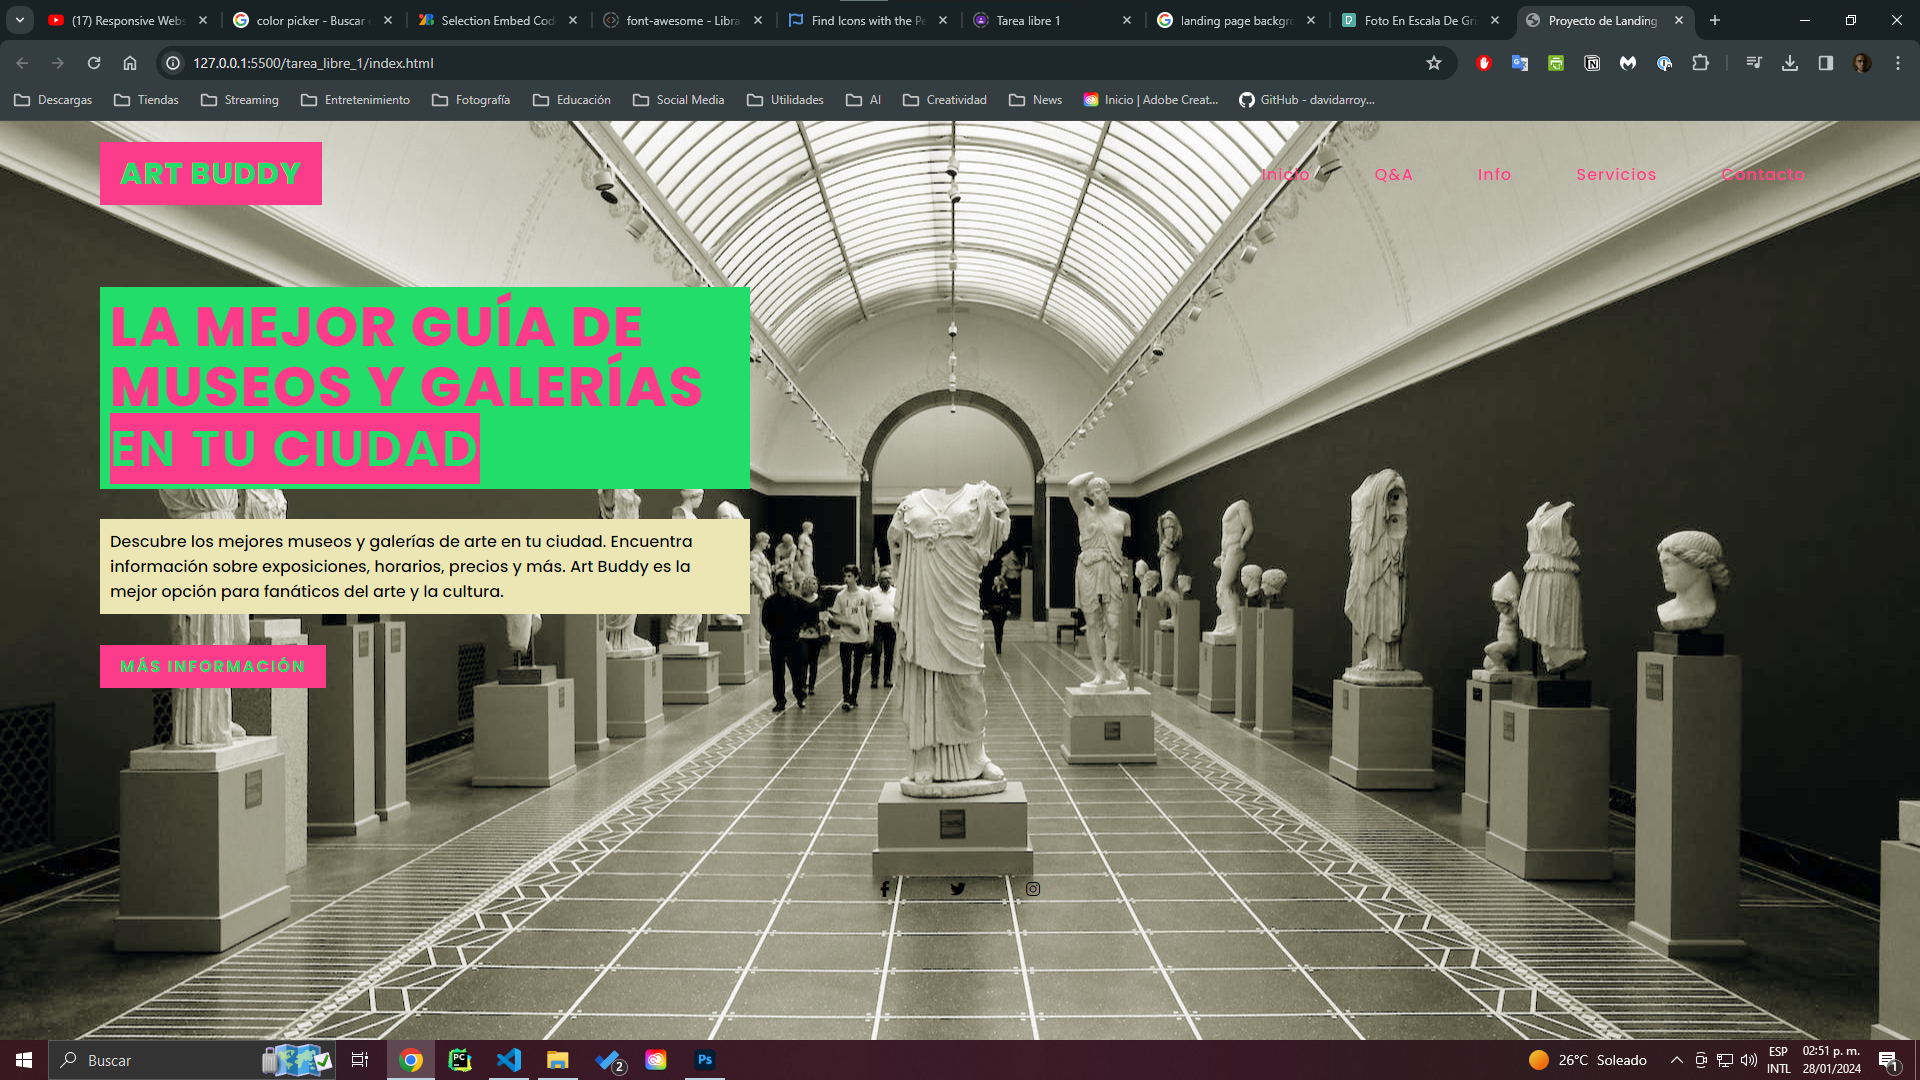 (17) Responsive Webs
color picker - Buscar
Selection Embed Cod
font-awesome - Libra
Find Icons with the Pe
Tarea libre 1
landing page backgr
Foto En Escala De Gri
Proyecto de Landing
127.0.0.1:5500/tarea_libre_1/index.html
Descargas
Tiendas
Streaming
Entretenimiento
Fotografía
Educación
Social Media
Utilidades
AI
Creatividad
News
Inicio | Adobe Creat...
GitHub - davidarroy...
ART BUDDY
Inicio
Q&A
Info
Servicios
Contacto
LA MEJOR GUÍA DE
MUSEOS Y GALERÍAS
EN TU CIUDAD
Descubre los mejores museos y galerías de arte en tu ciudad. Encuentra
información sobre exposiciones, horarios, precios y más. Art Buddy es la
mejor opción para fanáticos del arte y la cultura.
MÁS INFORMACIÓN
Buscar
PC
2
Ps
26°C Soleado
ESP
INTL
02:51 p. m.
28/01/2024
1